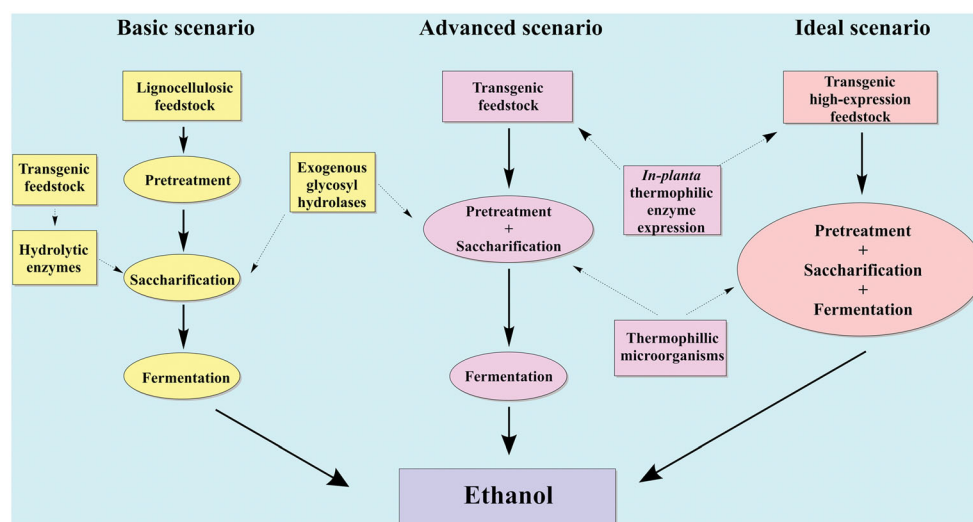 Basic scenario
Advanced scenario
Ideal scenario
Lignocellulosic
feedstock
Pretreatment
Transgenic
feedstock
Hydrolytic
enzymes
Saccharification
Fermentation
Exogenous
glycosyl
hydrolases
Transgenic
feedstock
Pretreatment
+
Saccharification
Fermentation
In-planta
thermophilic
enzyme
expression
Thermophillic
microorganisms
Transgenic
high-expression
feedstock
Pretreatment
+
Saccharification
+
Fermentation
Ethanol